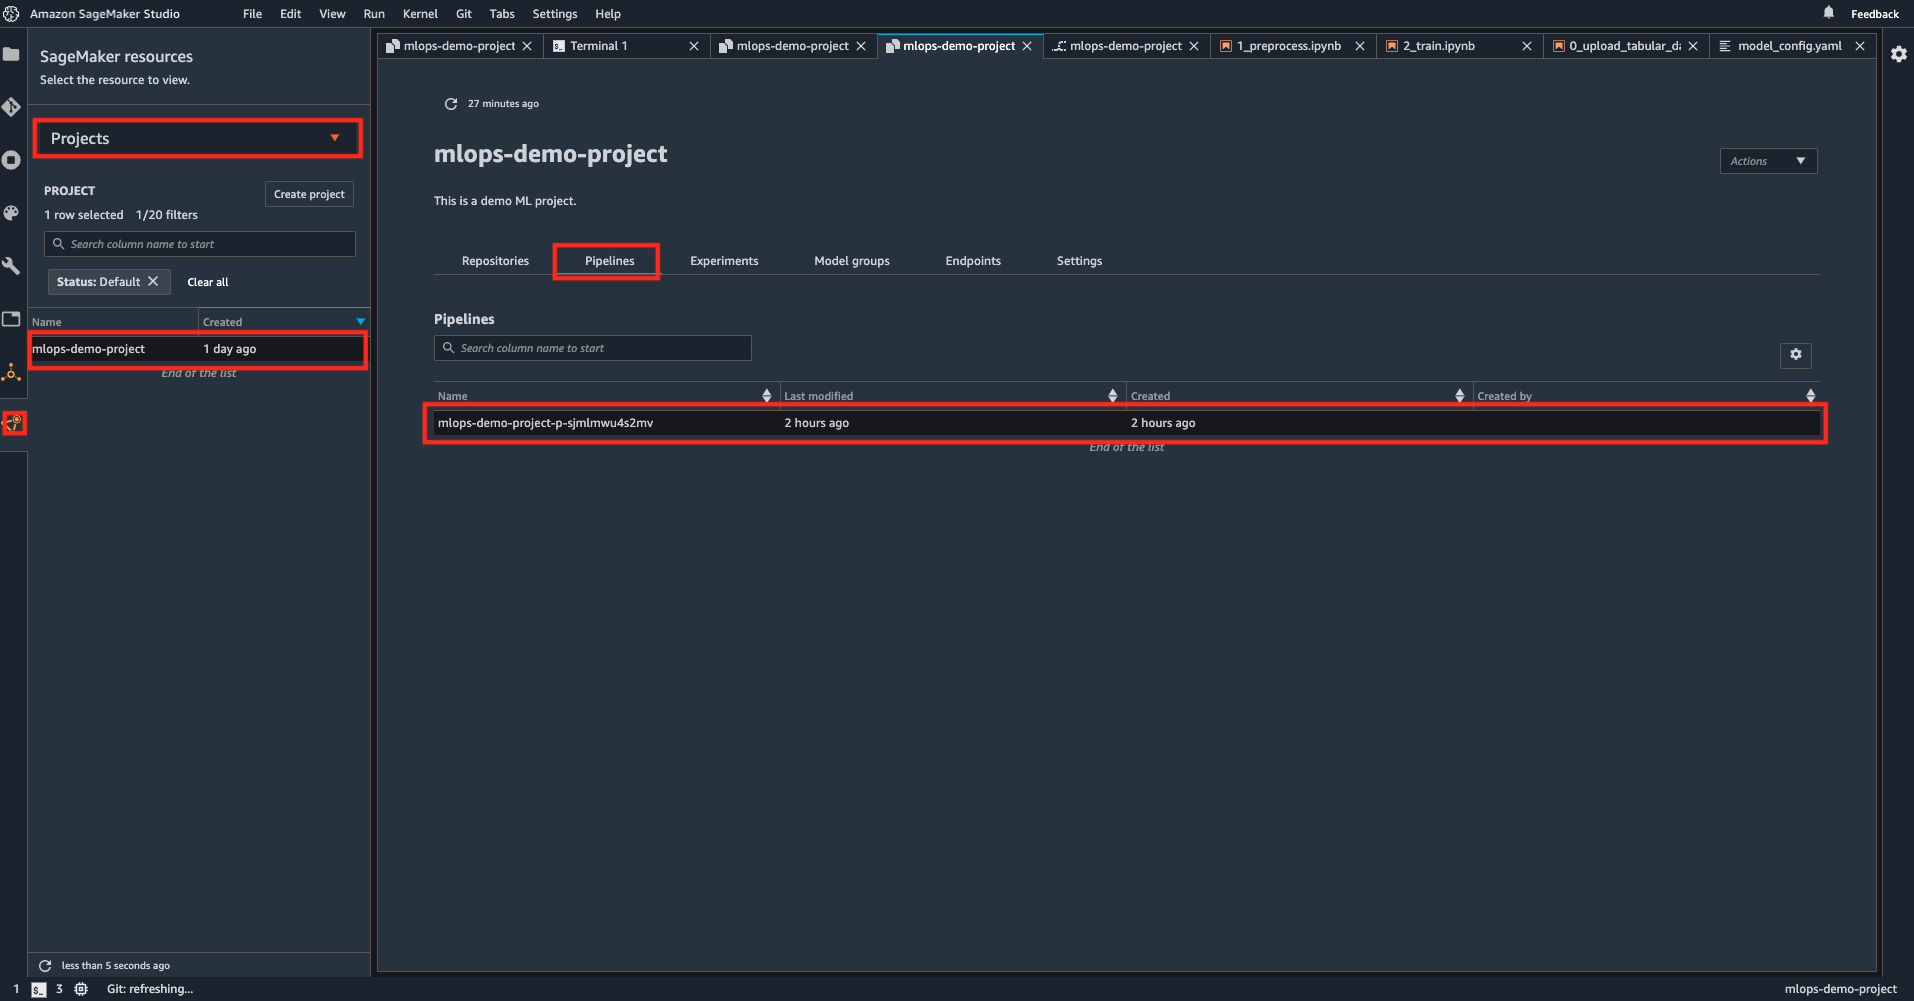 Amazon SageMaker Studio File Edit View Run Kernel Git Tabs Settings Help Feedback
SageMaker resources
Select the resource to view.
Projects
PROJECT
Create project
1 row selected 1/20 filters
Search column name to start
Status: Default Clear all
Name Created
mlops-demo-project 1 day ago
End of the list
less than 5 seconds ago
mlops-demo-project Terminal 1 mlops-demo-project mlops-demo-project mlops-demo-project 1_preprocess.ipynb 2_train.ipynb 0_upload_tabular_da model_config.yaml
27 minutes ago
mlops-demo-project
Actions
This is a demo ML project.
Repositories Pipelines Experiments Model groups Endpoints Settings
Pipelines
Search column name to start
Name Last modified Created Created by
mlops-demo-project-p-sjmlmwu4s2mv 2 hours ago 2 hours ago
End of the list
1 $_ 3 Git: refreshing... mlops-demo-project